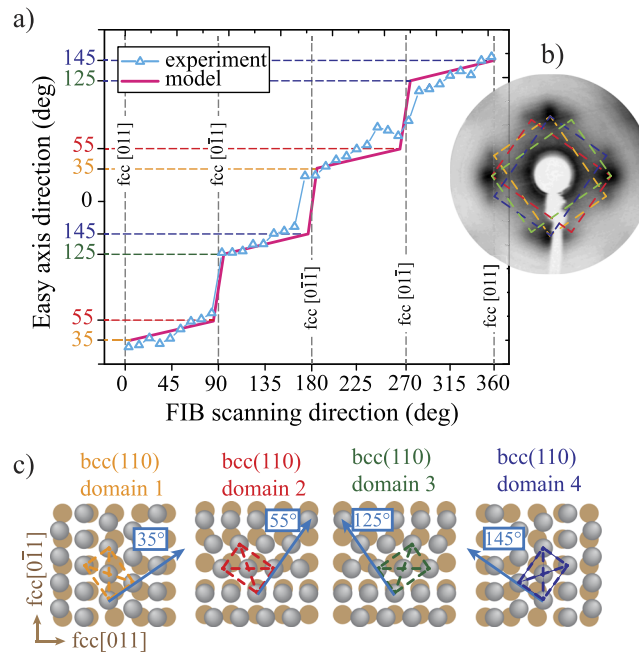 a)
145
125
55
35
0
145
125
55
35
Easy axis direction (deg)
experiment
model
fcc [011]
fcc [01̄1]
fcc [01̄1̄]
fcc [011̄]
fcc [011]
0 45 90 135 180 225 270 315 360
FIB scanning direction (deg)
b)
c)
bcc(110)
domain 1
bcc(110)
domain 2
bcc(110)
domain 3
bcc(110)
domain 4
35°
55°
125°
145°
fcc[01̄1]
fcc[011]